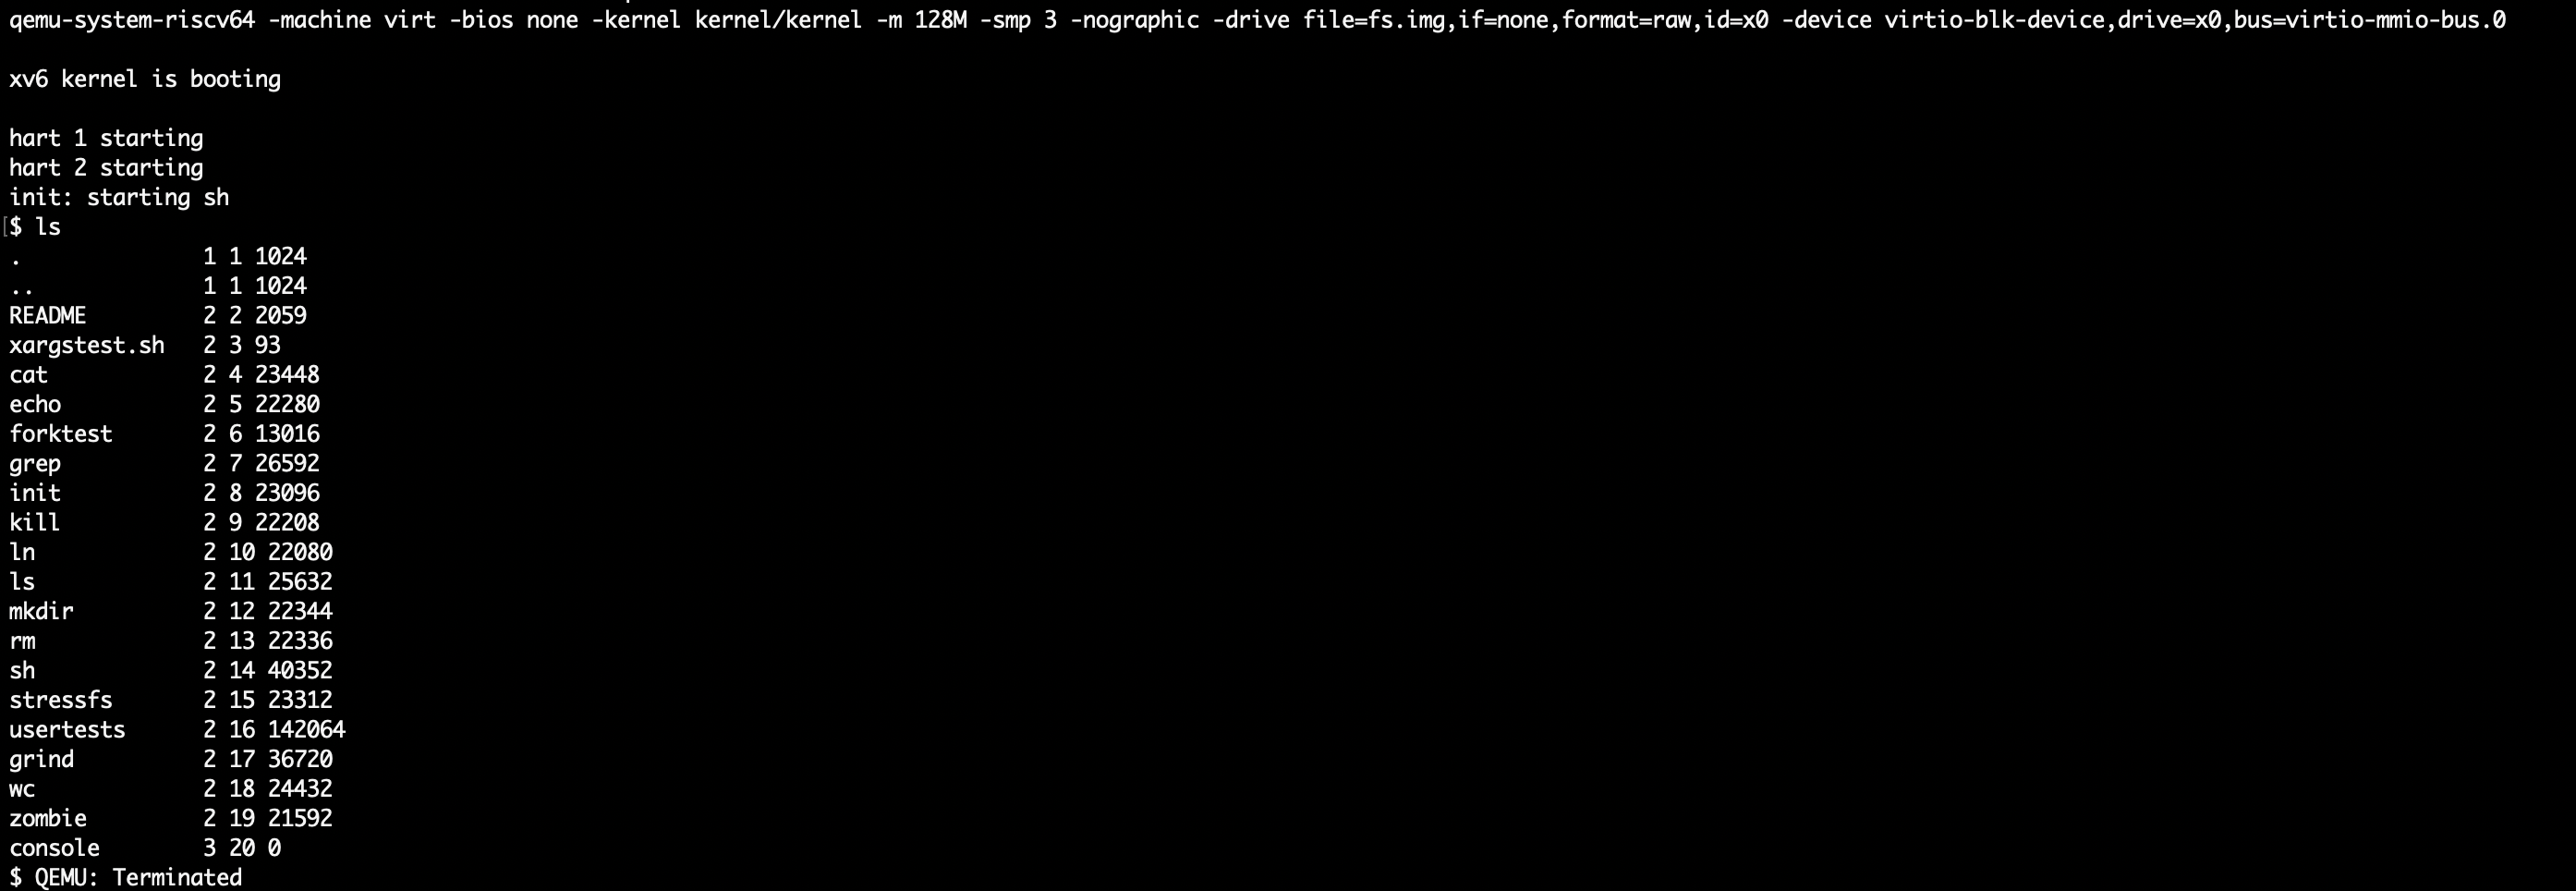 qemu-system-riscv64 -machine virt -bios none -kernel kernel/kernel -m 128M -smp 3 -nographic -drive file=fs.img,if=none,format=raw,id=x0 -device virtio-blk-device,drive=x0,bus=virtio-mmio-bus.0
xv6 kernel is booting
hart 1 starting
hart 2 starting
init: starting sh
[$ ls
.              1 1 1024
..             1 1 1024
README         2 2 2059
xargstest.sh   2 3 93
cat            2 4 23448
echo           2 5 22280
forktest       2 6 13016
grep           2 7 26592
init           2 8 23096
kill           2 9 22208
ln             2 10 22080
ls             2 11 25632
mkdir          2 12 22344
rm             2 13 22336
sh             2 14 40352
stressfs       2 15 23312
usertests      2 16 142064
grind          2 17 36720
wc             2 18 24432
zombie         2 19 21592
console        3 20 0
$ QEMU: Terminated